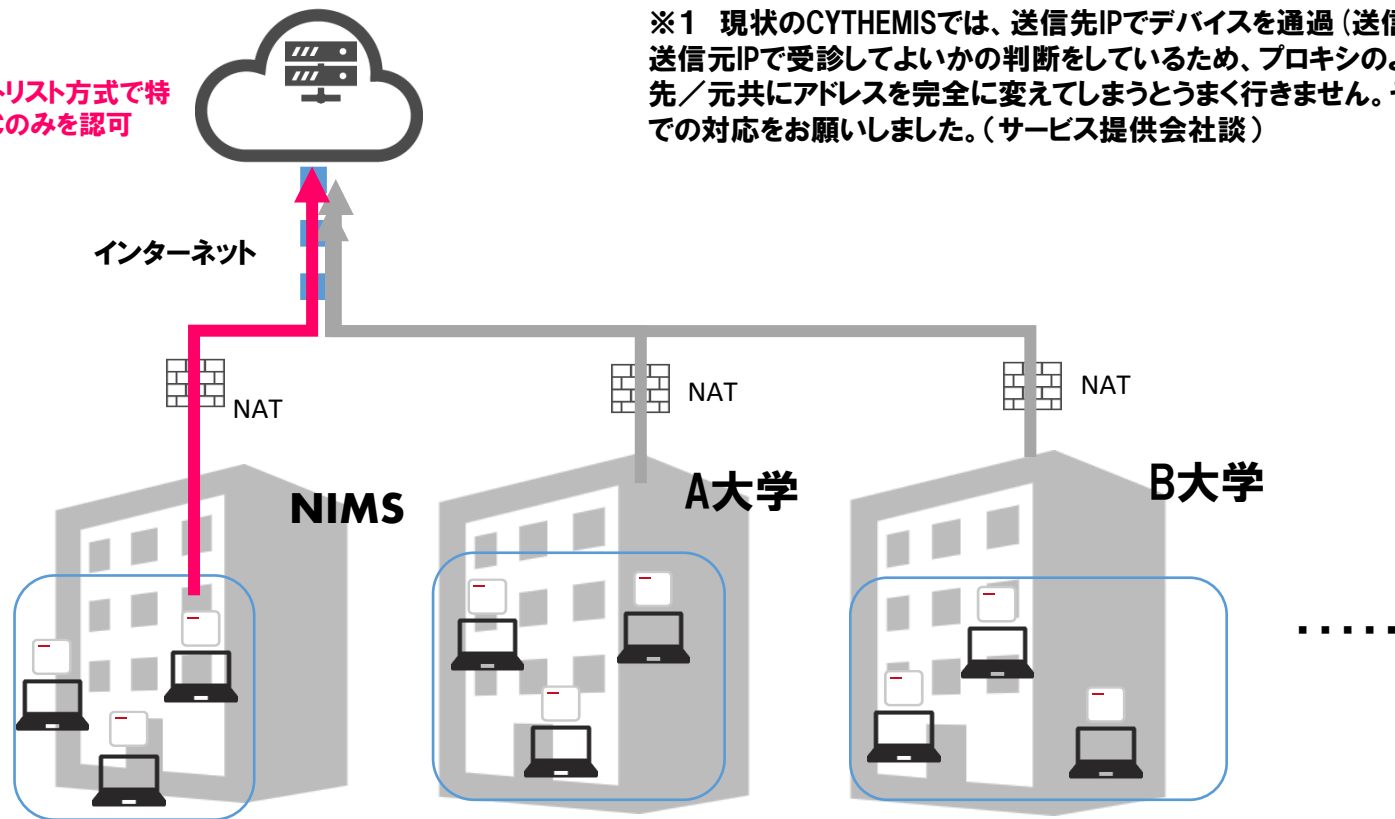 ※1 現状のCYTHEMISでは、送信先IPでデバイスを通過(送信
送信元IPで受診してよいかの判断をしているため、プロキシのよ
先/元共にアドレスを完全に変えてしまうとうまく行きません。そ
での対応をお願いしました。(サービス提供会社談)
トリスト方式で特
のみを認可
インターネット
NAT
NAT
NAT
NIMS
A大学
B大学
・・・・・